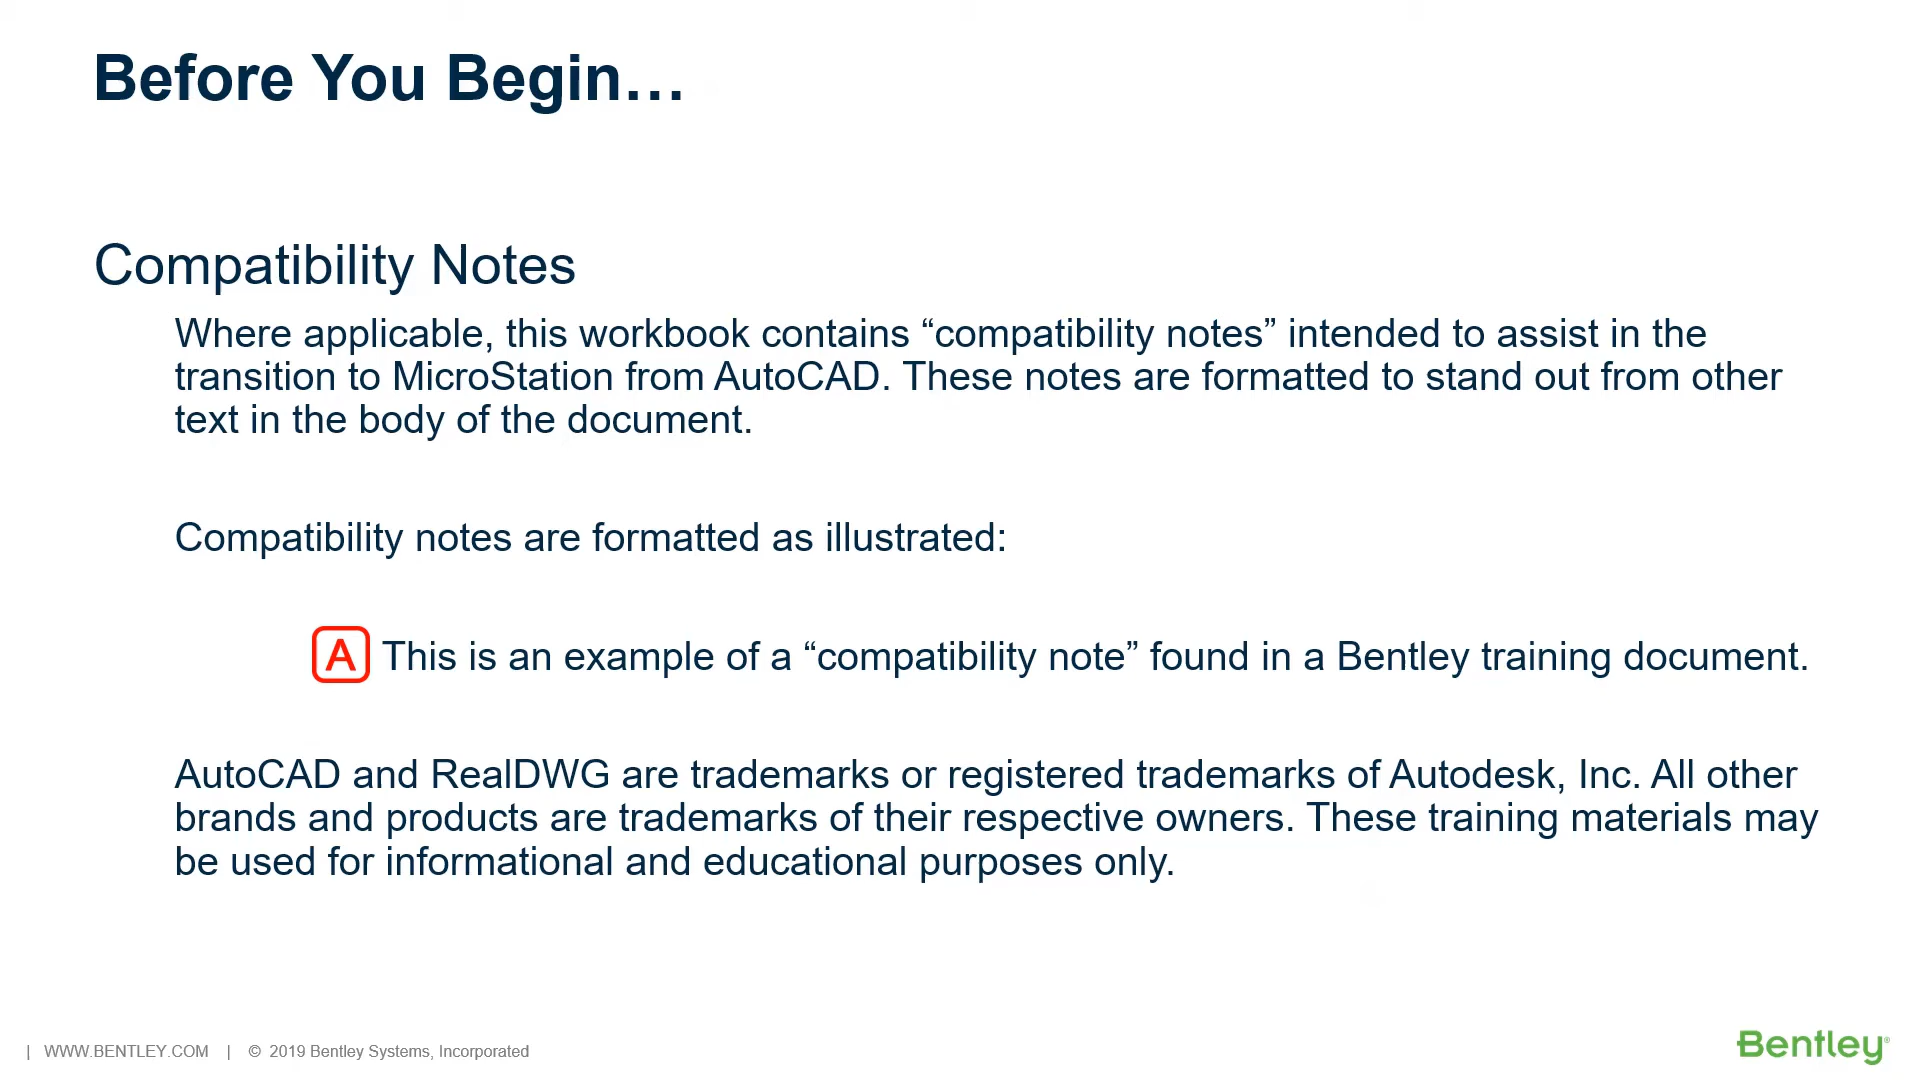 Before You Begin…
Compatibility Notes
Where applicable, this workbook contains “compatibility notes” intended to assist in the
transition to MicroStation from AutoCAD. These notes are formatted to stand out from other
text in the body of the document.
Compatibility notes are formatted as illustrated:
A This is an example of a “compatibility note” found in a Bentley training document.
AutoCAD and RealDWG are trademarks or registered trademarks of Autodesk, Inc. All other
brands and products are trademarks of their respective owners. These training materials may
be used for informational and educational purposes only.
| WWW.BENTLEY.COM | © 2019 Bentley Systems, Incorporated
Bentley®